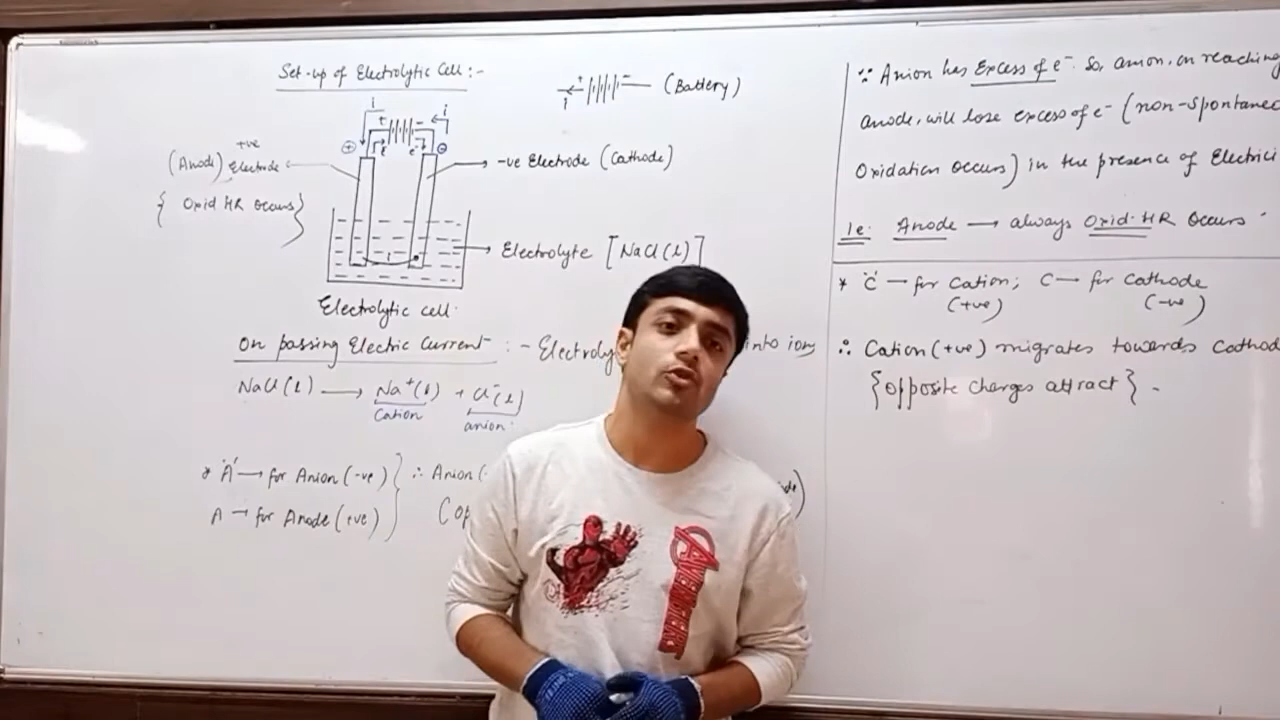 Set-up of Electrolytic Cell :-
(Battery)
+ -
i
i i
+ -
e⁻ e⁻
⊕ ⊖
+ve
(Anode) Electrode
{ Oxid HR occurs }
-ve Electrode (Cathode)
Electrolyte [NaCl(l)]
Electrolytic cell.
On passing Electric Current :- Electroly into ions
NaCl(l) ⟶ Na⁺(l) + Cl⁻(l)
Cation
anion
* 'A' → for Anion (-ve) } ∴ Anion (-
A → for Anode (+ve)
∵ Anion has Excess of e⁻. So, anion, on reaching
anode, will lose excess of e⁻ (non-spontaneo
Oxidation occurs) in the presence of Electrici
Ie: Anode ⟶ always Oxid. HR occurs
* 'C' — for Cation; C — for Cathode
(+ve) (-ve)
∴ Cation (+ve) migrates towards Cathod
{opposite charges attract}.
AVENGERS